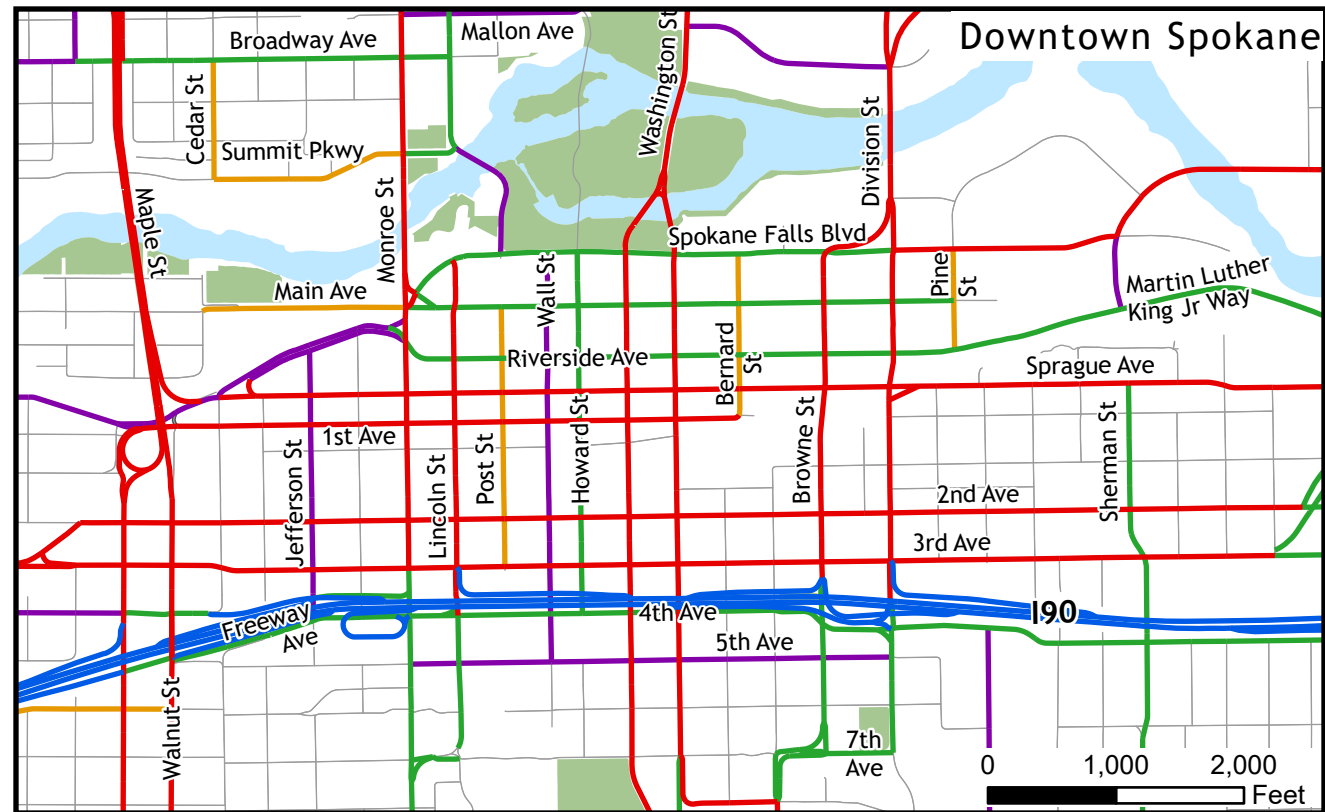 Downtown Spokane
Broadway Ave
Mallon Ave
Washington St
Cedar St
Summit Pkwy
Division St
Maple St
Monroe St
Spokane Falls Blvd
Main Ave
Wall St
Pine
St
Martin Luther
King Jr Way
Riverside Ave
Bernard
St
Sprague Ave
1st Ave
Jefferson St
Lincoln St
Post St
Howard St
Browne St
2nd Ave
Sherman St
3rd Ave
Freeway
Ave
4th Ave
I90
5th Ave
Walnut St
7th
Ave
0 1,000 2,000
Feet